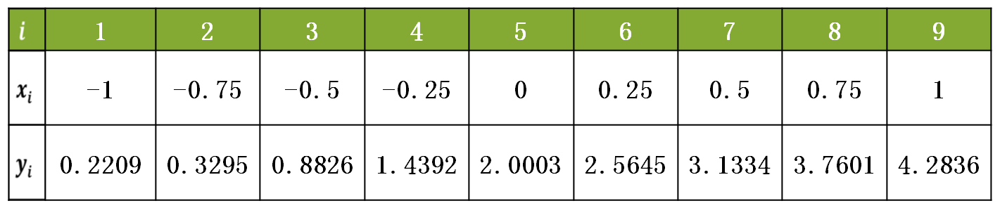 i 1 2 3 4 5 6 7 8 9
xᵢ -1 -0.75 -0.5 -0.25 0 0.25 0.5 0.75 1
yᵢ 0.2209 0.3295 0.8826 1.4392 2.0003 2.5645 3.1334 3.7601 4.2836